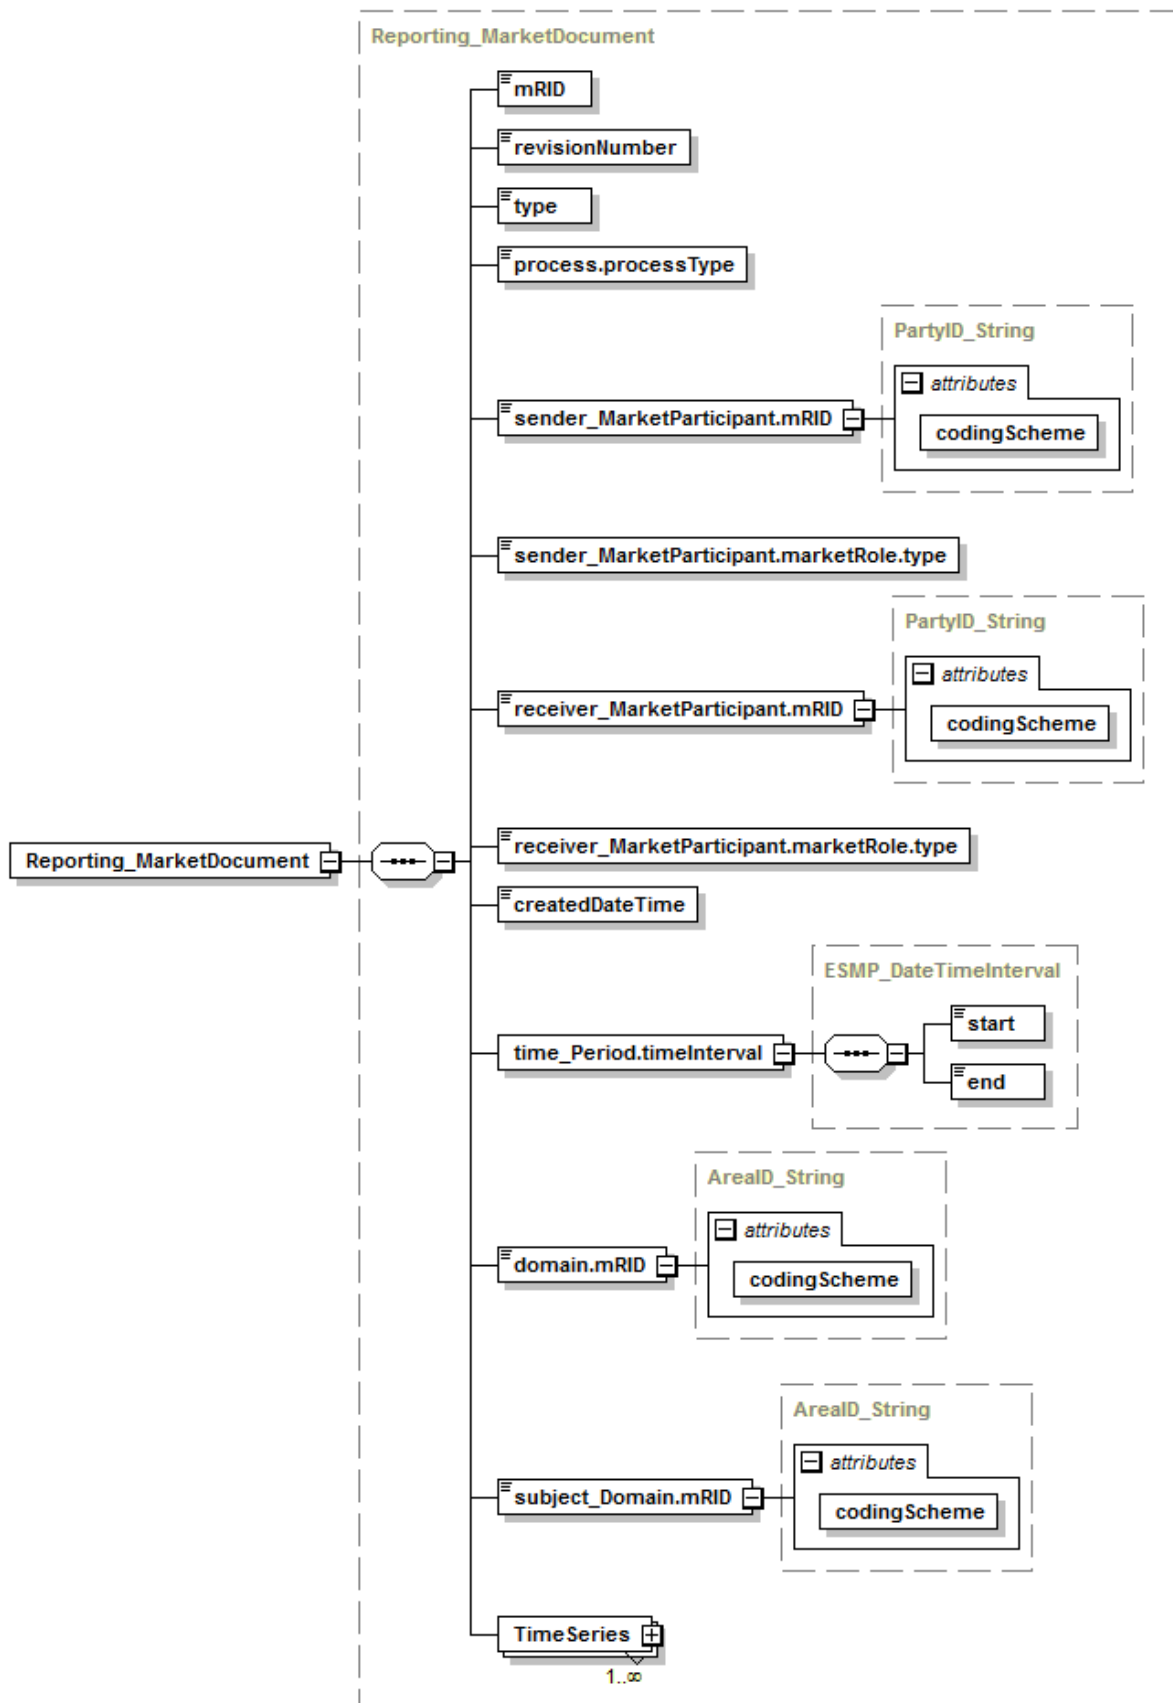 Reporting_MarketDocument
mRID
revisionNumber
type
process.processType
PartyID_String
attributes
sender_MarketParticipant.mRID
codingScheme
sender_MarketParticipant.marketRole.type
PartyID_String
attributes
receiver_MarketParticipant.mRID
codingScheme
receiver_MarketParticipant.marketRole.type
Reporting_MarketDocument
createdDateTime
ESMP_DateTimeInterval
start
time_Period.timeInterval
end
AreaID_String
attributes
domain.mRID
codingScheme
AreaID_String
attributes
subject_Domain.mRID
codingScheme
TimeSeries
1..∞